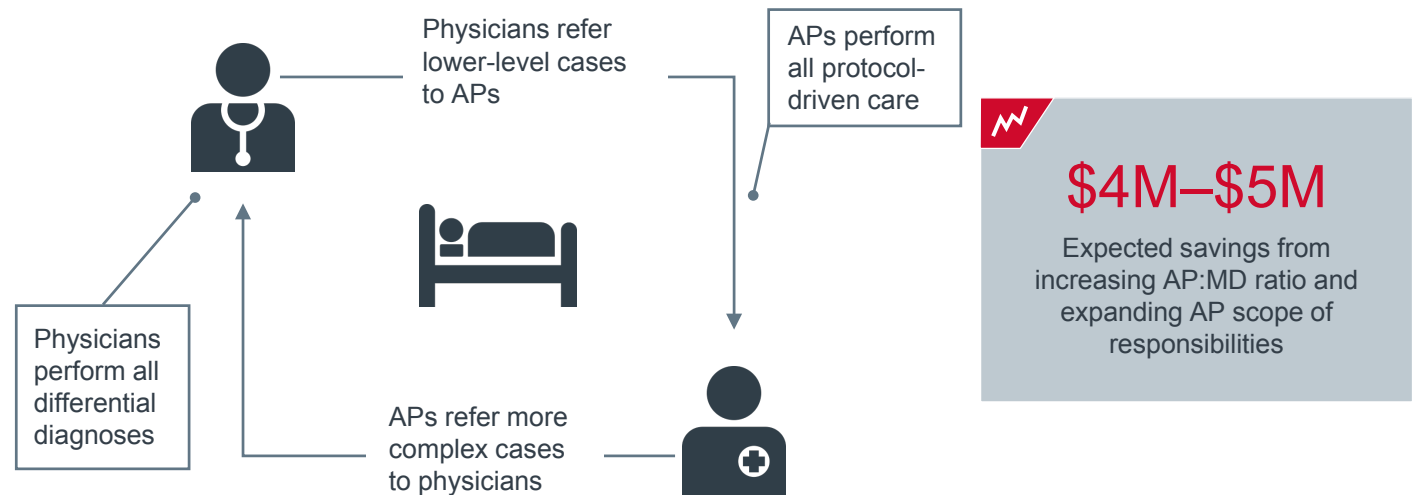 Physicians refer
lower-level cases
to APs
APs perform
all protocol-
driven care
Physicians
perform all
differential
diagnoses
APs refer more
complex cases
to physicians
$4M–$5M
Expected savings from
increasing AP:MD ratio and
expanding AP scope of
responsibilities